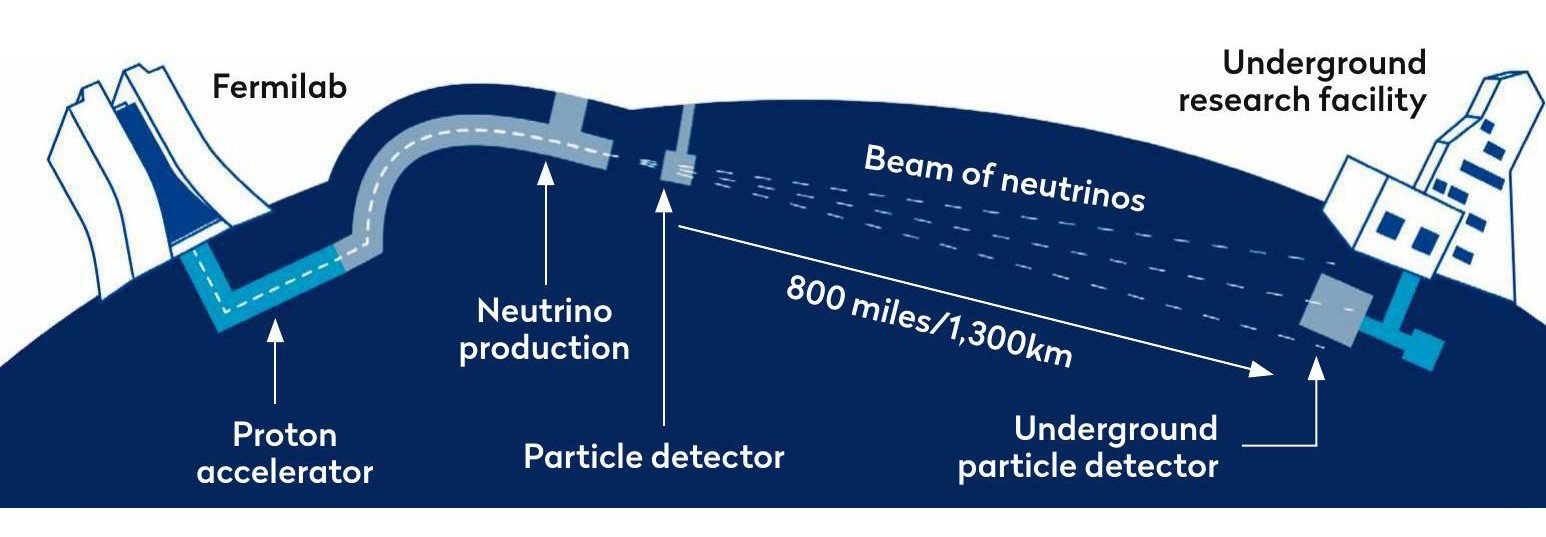 Fermilab
Underground
research facility
Beam of neutrinos
800 miles/1,300km
Neutrino
production
Proton
accelerator
Particle detector
Underground
particle detector